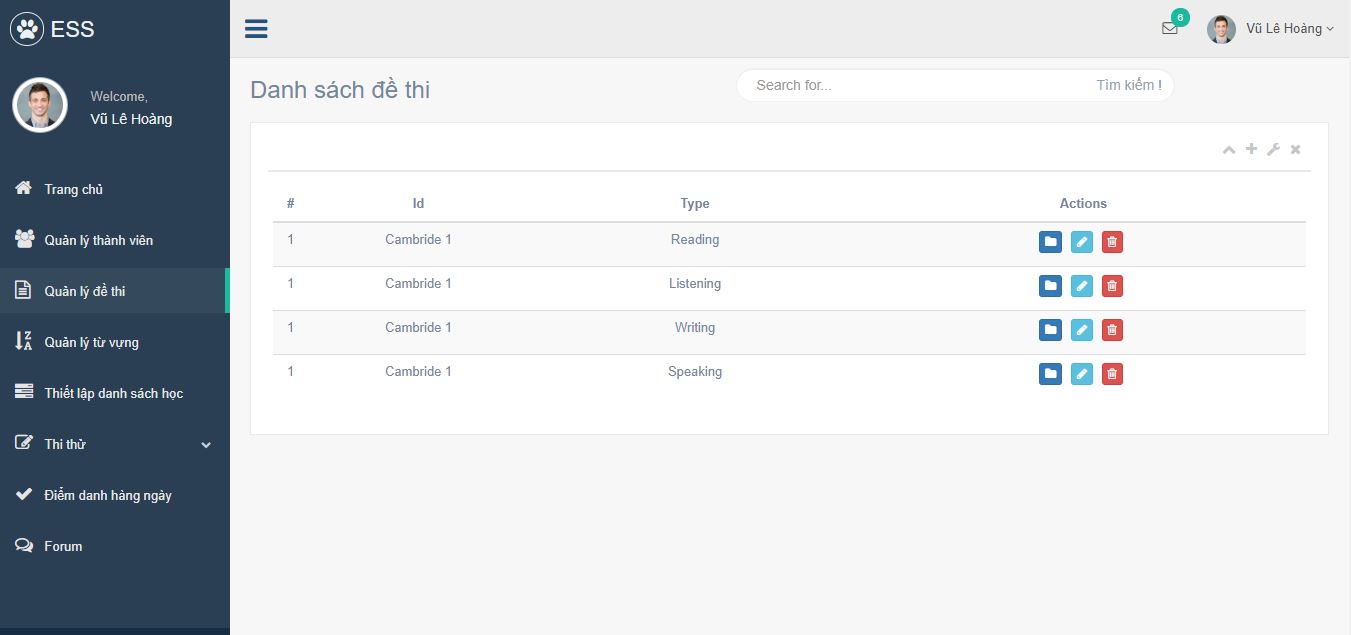 ESS
6
Vũ Lê Hoàng
Welcome,
Vũ Lê Hoàng
Trang chủ
Quản lý thành viên
Quản lý đề thi
Quản lý từ vựng
Thiết lập danh sách học
Thi thử
Điểm danh hàng ngày
Forum
Danh sách đề thi
Search for...
Tìm kiếm !
# Id Type Actions
1 Cambride 1 Reading
1 Cambride 1 Listening
1 Cambride 1 Writing
1 Cambride 1 Speaking